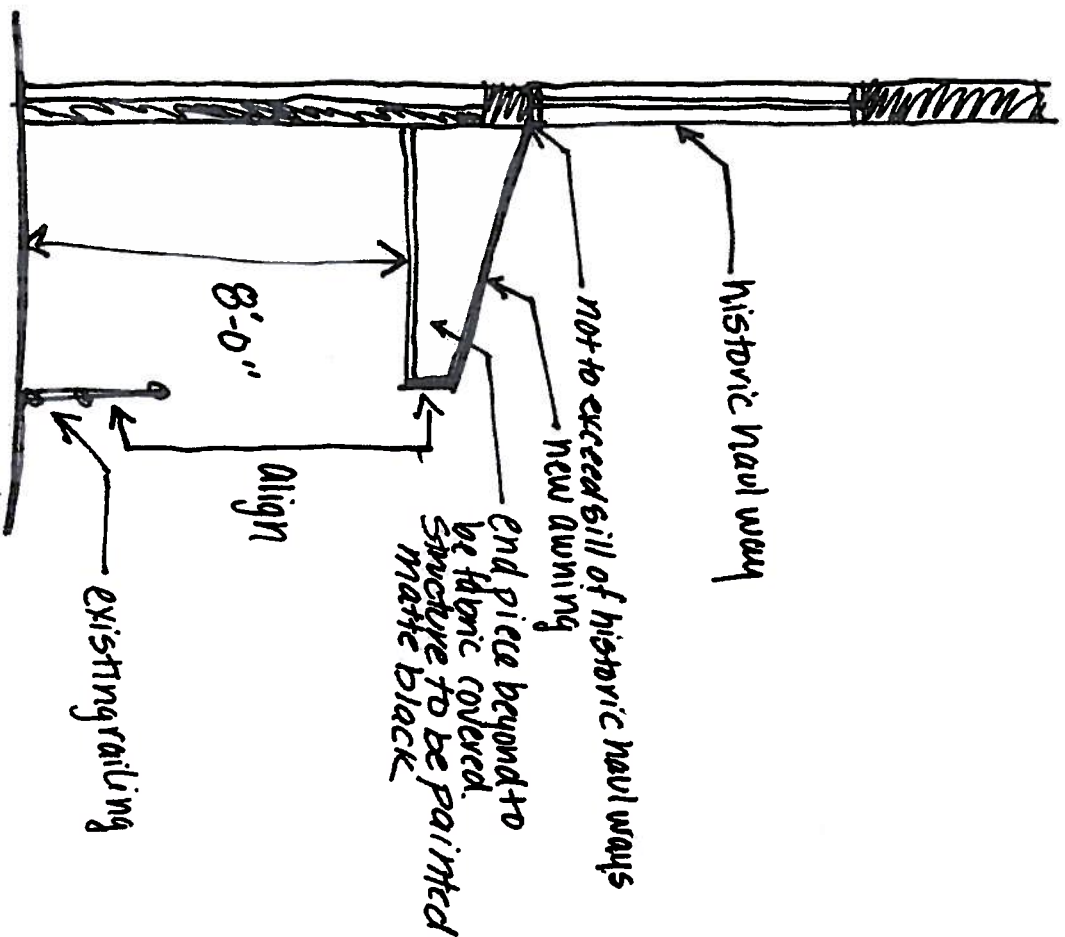 historic haul way
not to exceed sill of historic haul ways
new awning
end piece beyond to
be fabric covered.
Structure to be painted
matte black
8'-0"
align
existing railing